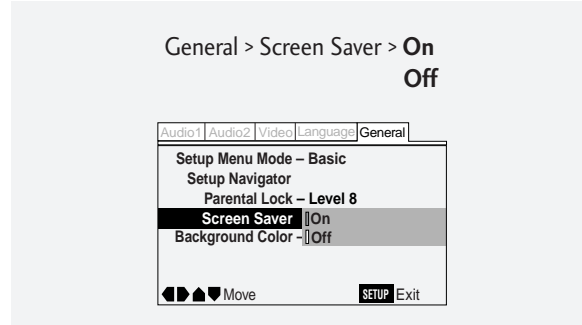 General > Screen Saver > On
Off
Audio1 Audio2 Video Language General
Setup Menu Mode – Basic
Setup Navigator
Parental Lock – Level 8
Screen Saver On
Background Color – Off
Move SETUP Exit